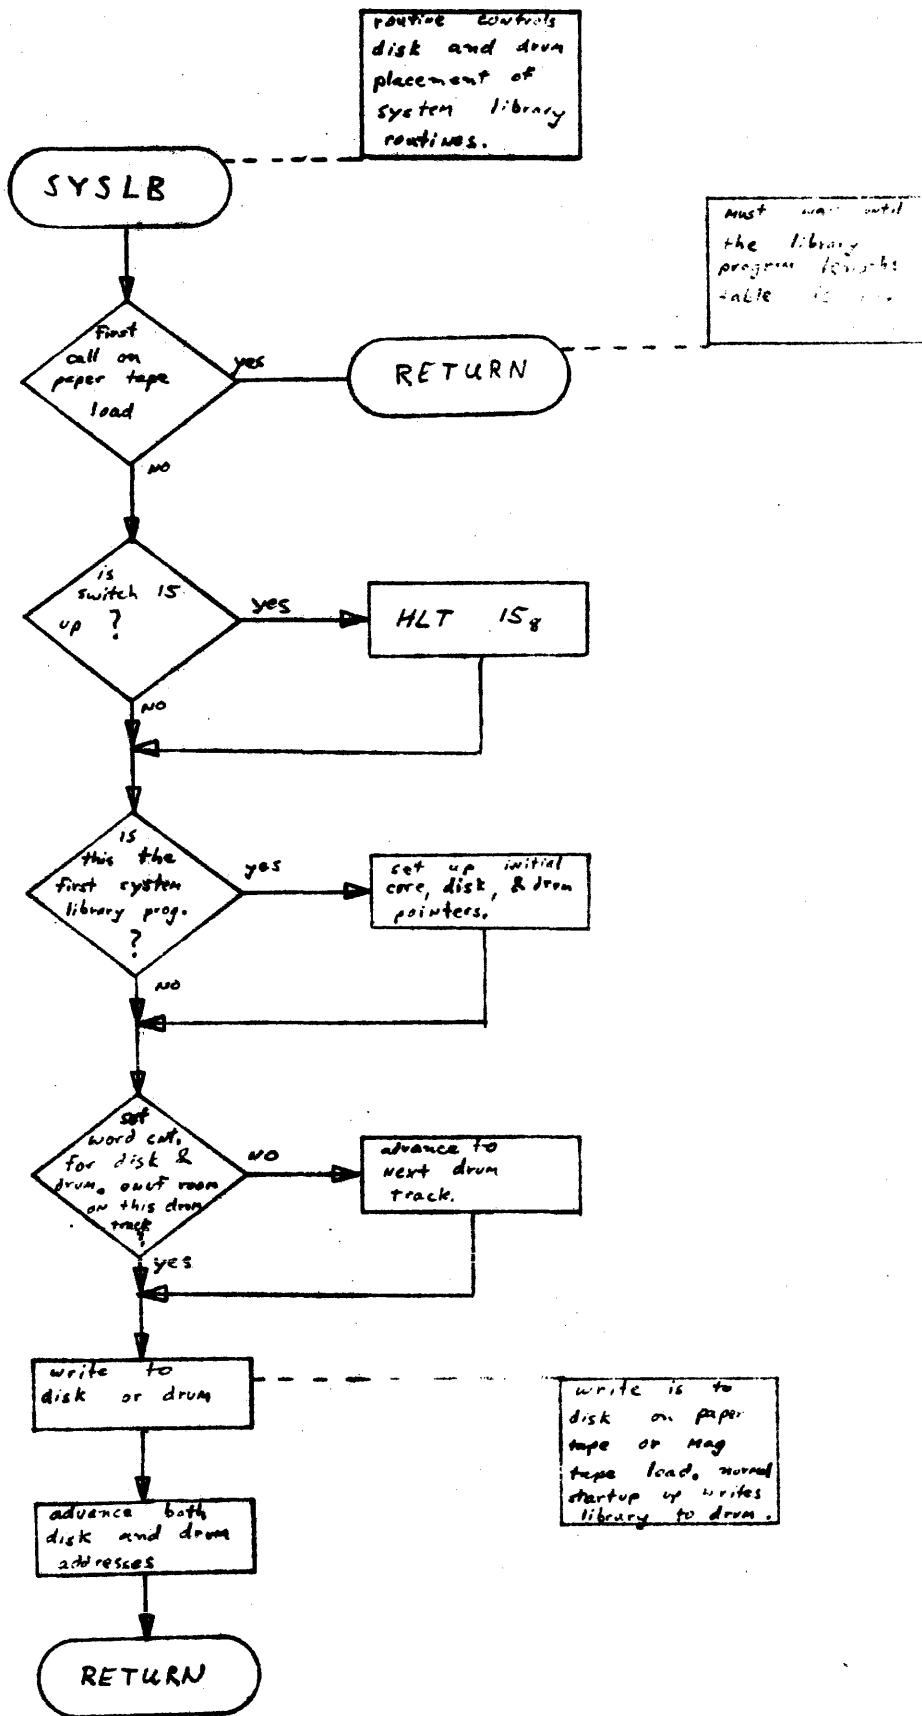 routine controls
disk and drum
placement of
system library
routines.
SYSLB
must until
the library
program lengths
table is
First
call on
paper tape
load
yes
RETURN
NO
is
switch 15
up ?
yes
HLT 15₈
NO
is
this the
first system
library prog.
?
yes
set up initial
core, disk, & drum
pointers.
NO
set
word cnt.
for disk &
drum. room
on this drum
track
?
NO
advance to
next drum
track.
yes
write to
disk or drum
write is to
disk on paper
tape or mag
tape load. normal
startup up writes
library to drum.
advance both
disk and drum
addresses
RETURN